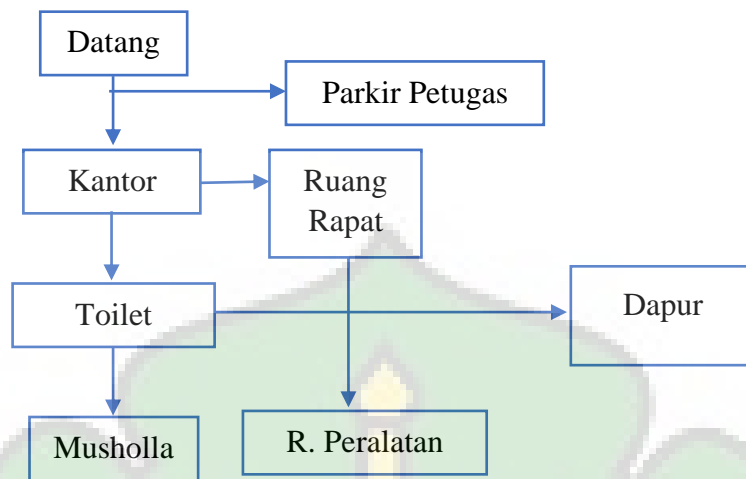 Datang
Parkir Petugas
Kantor
Ruang
Rapat
Toilet
Dapur
Musholla
R. Peralatan